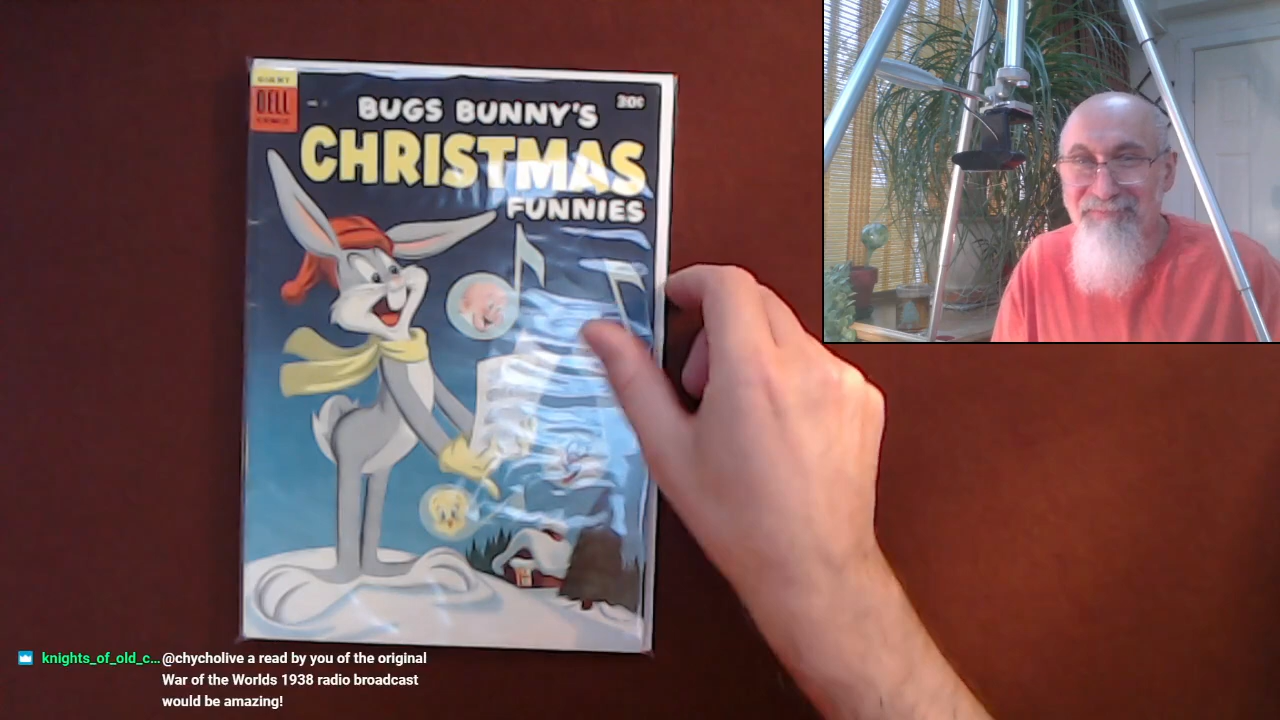 GIANT
DELL
COMICS
BUGS BUNNY'S
30¢
CHRISTMAS
FUNNIES
knights_of_old_c... @chycholive a read by you of the original
War of the Worlds 1938 radio broadcast
would be amazing!